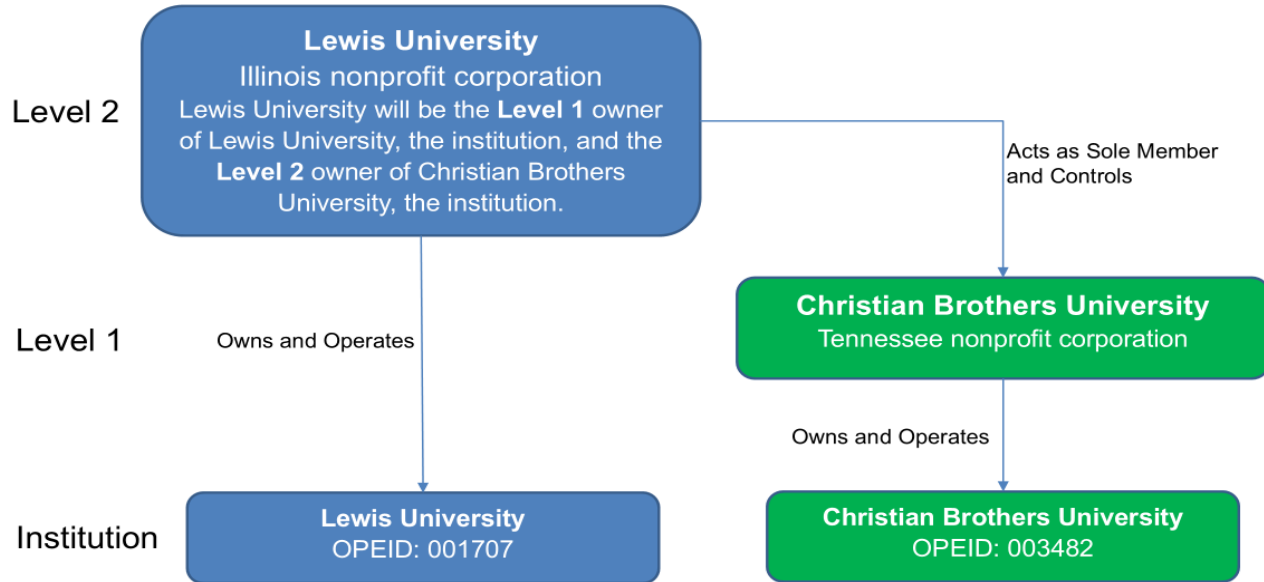 Lewis University
Illinois nonprofit corporation
Level 2
Lewis University will be the Level 1 owner
of Lewis University, the institution, and the
Level 2 owner of Christian Brothers
University, the institution.
Acts as Sole Member
and Controls
Level 1
Owns and Operates
Christian Brothers University
Tennessee nonprofit corporation
Owns and Operates
Institution
Lewis University
OPEID: 001707
Christian Brothers University
OPEID: 003482